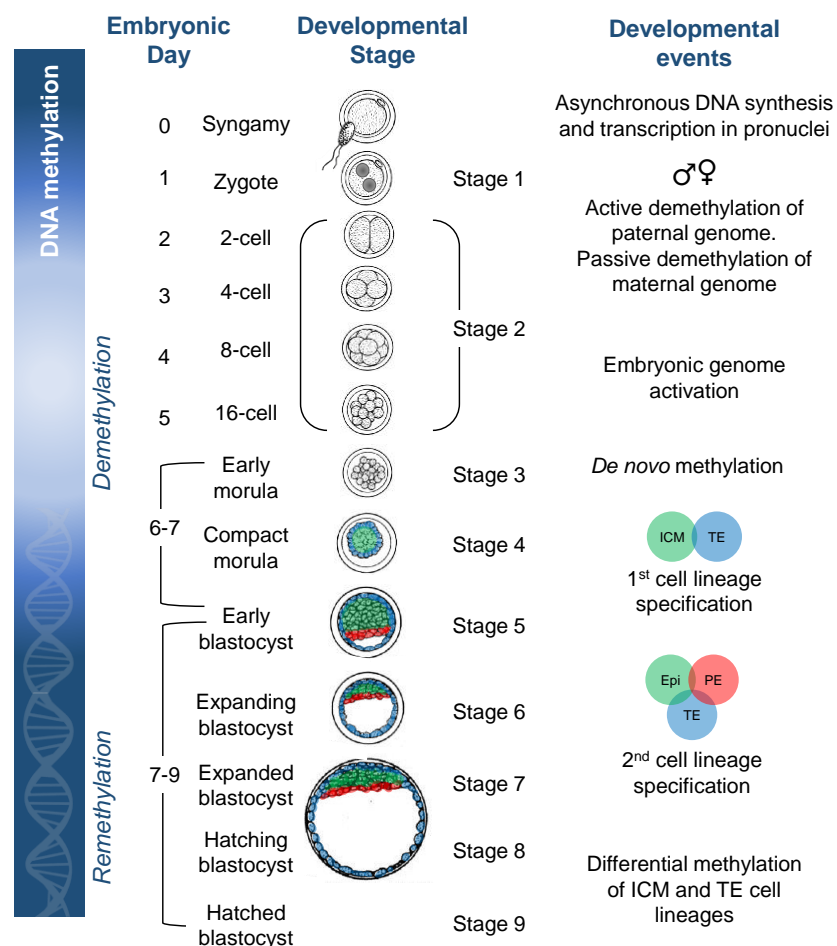 Embryonic
Day
Developmental
Stage
Developmental
events
DNA methylation
Demethylation
Remethylation
0 Syngamy
Asynchronous DNA synthesis
and transcription in pronuclei
1 Zygote Stage 1
♂♀
Active demethylation of
paternal genome.
Passive demethylation of
maternal genome
2 2-cell
3 4-cell
Stage 2
4 8-cell
Embryonic genome
activation
5 16-cell
6-7
Early
morula
Stage 3
De novo methylation
Compact
morula
Stage 4
ICM TE
1st cell lineage
specification
7-9
Early
blastocyst
Stage 5
Expanding
blastocyst
Stage 6
Epi PE
TE
2nd cell lineage
specification
Expanded
blastocyst
Stage 7
Hatching
blastocyst
Stage 8
Differential methylation
of ICM and TE cell
lineages
Hatched
blastocyst
Stage 9